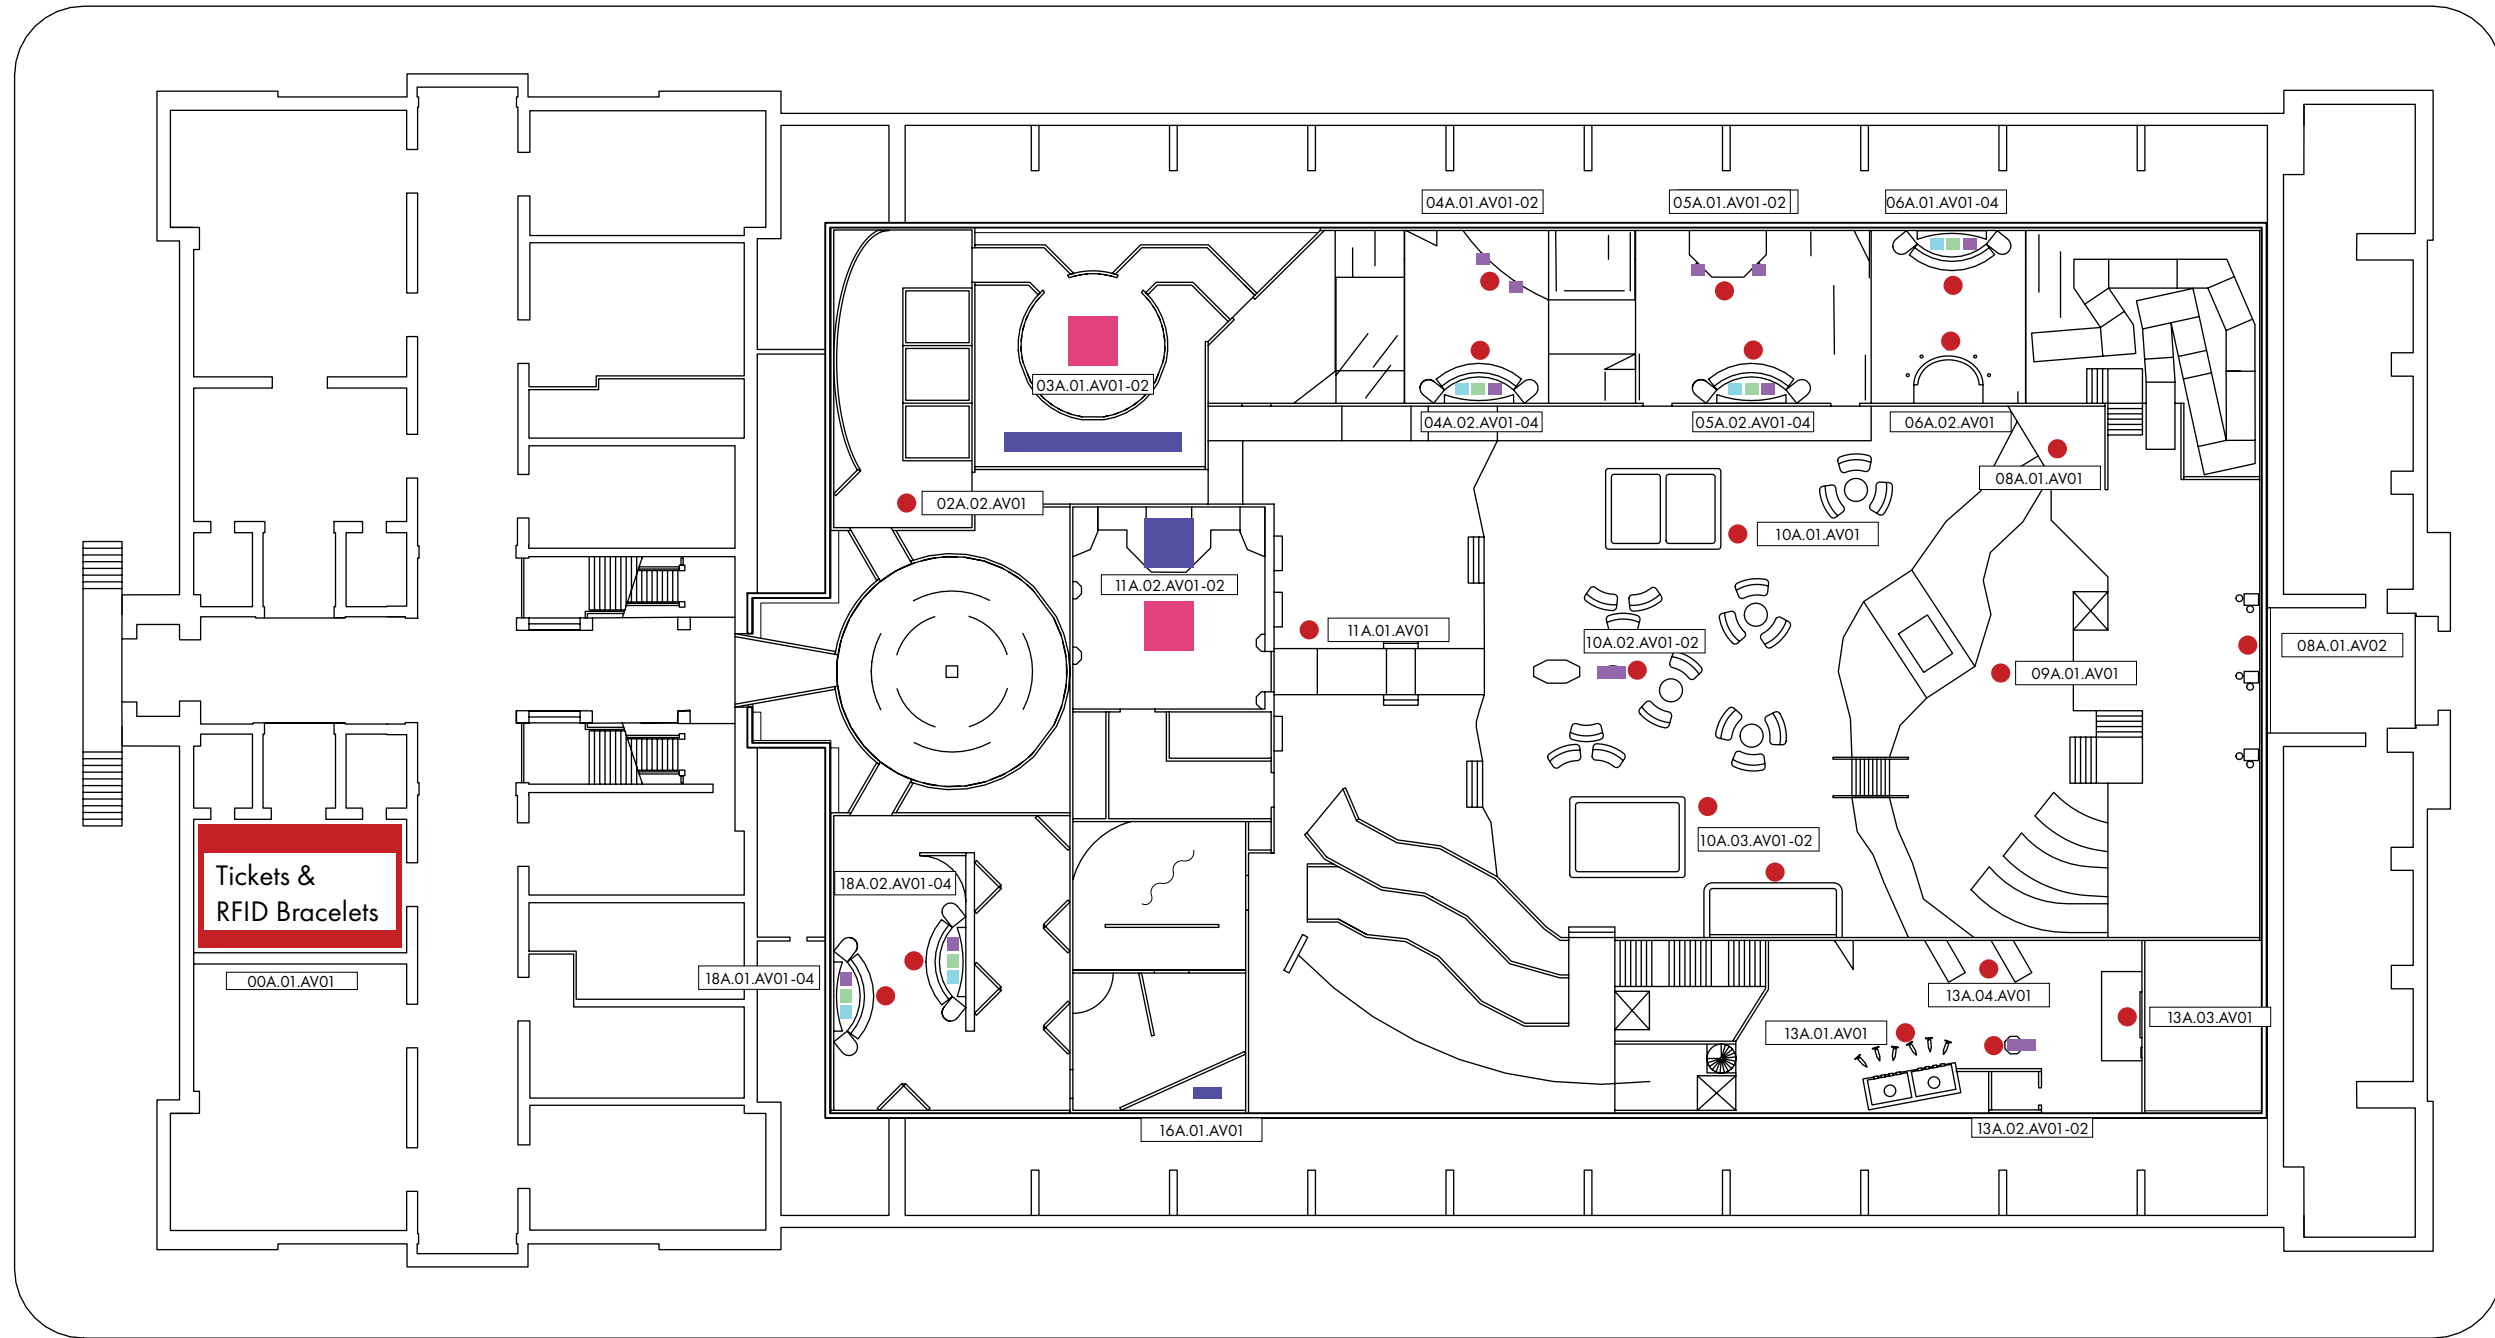 04A.01.AV01-02
05A.01.AV01-02
06A.01.AV01-04
03A.01.AV01-02
04A.02.AV01-04
05A.02.AV01-04
06A.02.AV01
08A.01.AV01
02A.02.AV01
10A.01.AV01
11A.02.AV01-02
11A.01.AV01
10A.02.AV01-02
08A.01.AV02
09A.01.AV01
10A.03.AV01-02
Tickets &
RFID Bracelets
18A.02.AV01-04
00A.01.AV01
18A.01.AV01-04
13A.04.AV01
13A.03.AV01
13A.01.AV01
16A.01.AV01
13A.02.AV01-02